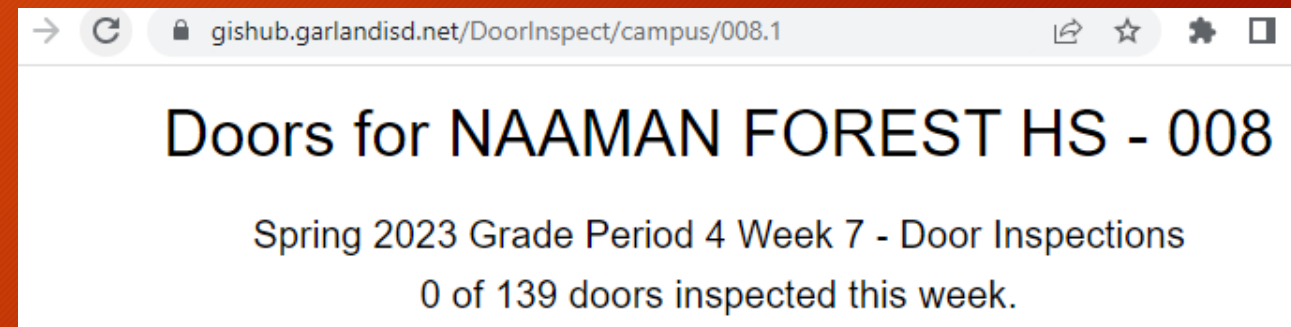 gishub.garlandisd.net/DoorInspect/campus/008.1
Doors for NAAMAN FOREST HS - 008
Spring 2023 Grade Period 4 Week 7 - Door Inspections
0 of 139 doors inspected this week.